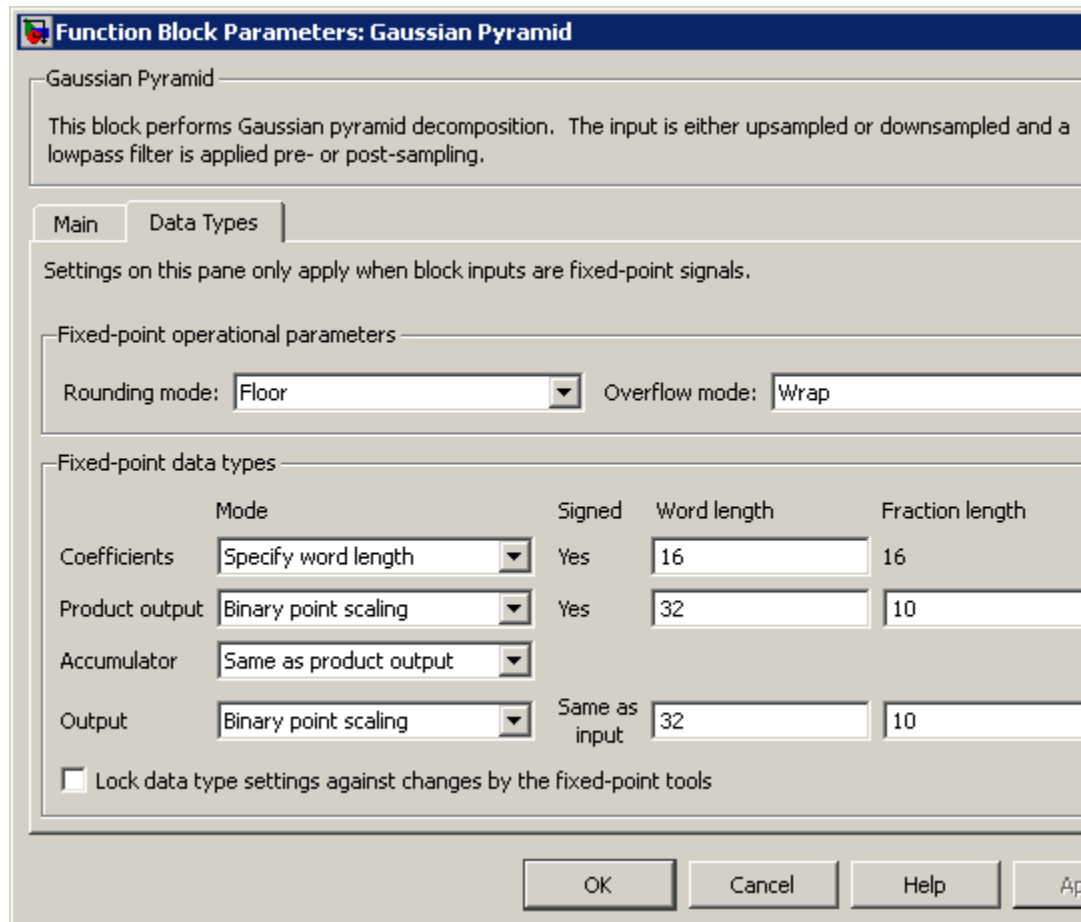 Function Block Parameters: Gaussian Pyramid
Gaussian Pyramid
This block performs Gaussian pyramid decomposition. The input is either upsampled or downsampled and a
lowpass filter is applied pre- or post-sampling.
Main Data Types
Settings on this pane only apply when block inputs are fixed-point signals.
Fixed-point operational parameters
Rounding mode: Floor Overflow mode: Wrap
Fixed-point data types
Mode Signed Word length Fraction length
Coefficients Specify word length Yes 16 16
Product output Binary point scaling Yes 32 10
Accumulator Same as product output
Output Binary point scaling Same as input 32 10
Lock data type settings against changes by the fixed-point tools
OK Cancel Help Ap